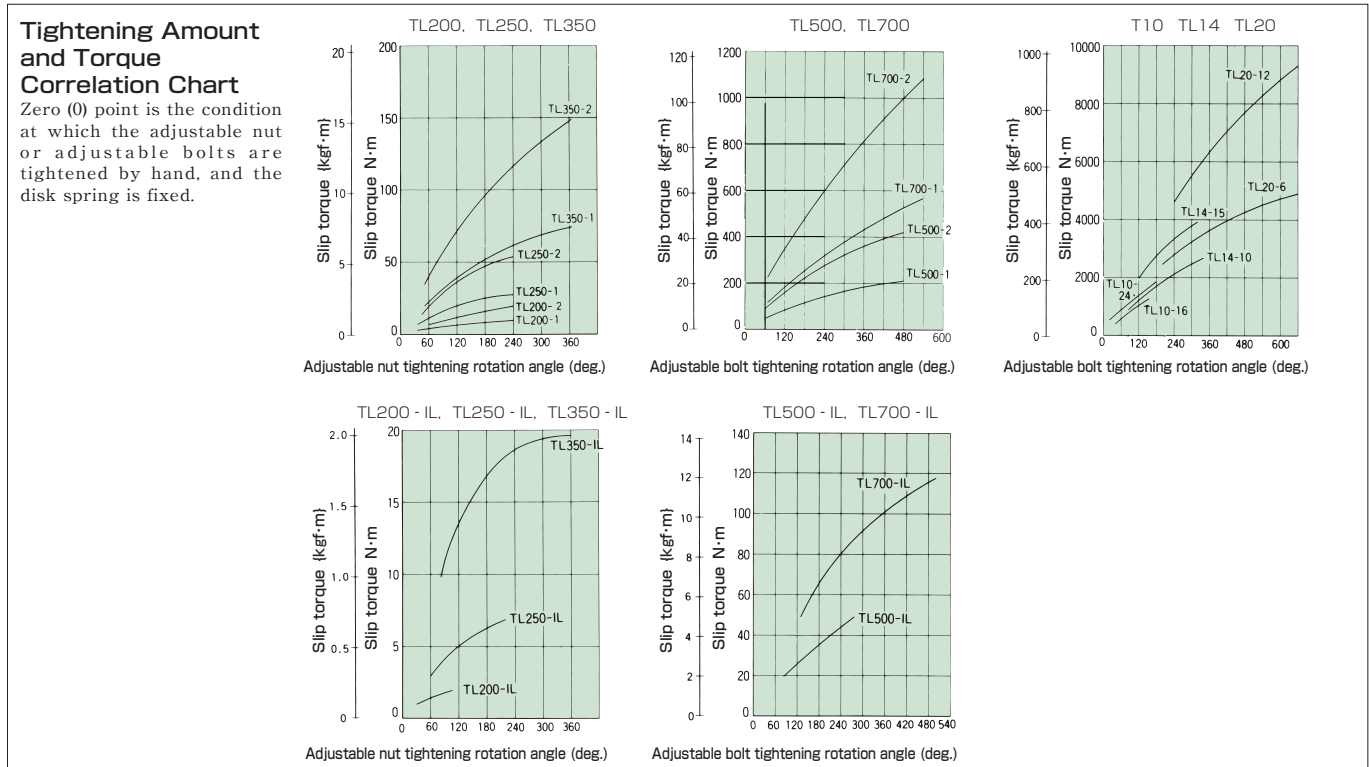 Tightening Amount
and Torque
Correlation Chart
Zero (0) point is the condition
at which the adjustable nut
or adjustable bolts are
tightened by hand, and the
disk spring is fixed.
TL200, TL250, TL350
Slip torque {kgf·m}
20
15
10
5
0
Slip torque N·m
200
150
100
50
0
TL350-2
TL350-1
TL250-2
TL250-1
TL200-2
TL200-1
0 60 120 180 240 300 360
Adjustable nut tightening rotation angle (deg.)
TL500, TL700
Slip torque {kgf·m}
120
100
80
60
40
20
0
Slip torque N·m
1200
1000
800
600
400
200
0
TL700-2
TL700-1
TL500-2
TL500-1
0 120 240 360 480 600
Adjustable bolt tightening rotation angle (deg.)
T10 TL14 TL20
Slip torque {kgf·m}
1000
800
600
400
200
0
Slip torque N·m
10000
8000
6000
4000
2000
0
TL20-12
TL20-6
TL14-15
TL14-10
TL10-
24
TL10-16
0 120 240 360 480 600
Adjustable bolt tightening rotation angle (deg.)
TL200 - IL, TL250 - IL, TL350 - IL
Slip torque {kgf·m}
2.0
1.5
1.0
0.5
0
Slip torque N·m
20
15
10
5
0
TL350-IL
TL250-IL
TL200-IL
0 60 120 180 240 300 360
Adjustable nut tightening rotation angle (deg.)
TL500 - IL, TL700 - IL
Slip torque {kgf·m}
14
12
10
8
6
4
2
0
Slip torque N·m
140
120
100
80
60
40
20
0
TL700-IL
TL500-IL
0 60 120 180 240 300 360 420 480 540
Adjustable bolt tightening rotation angle (deg.)